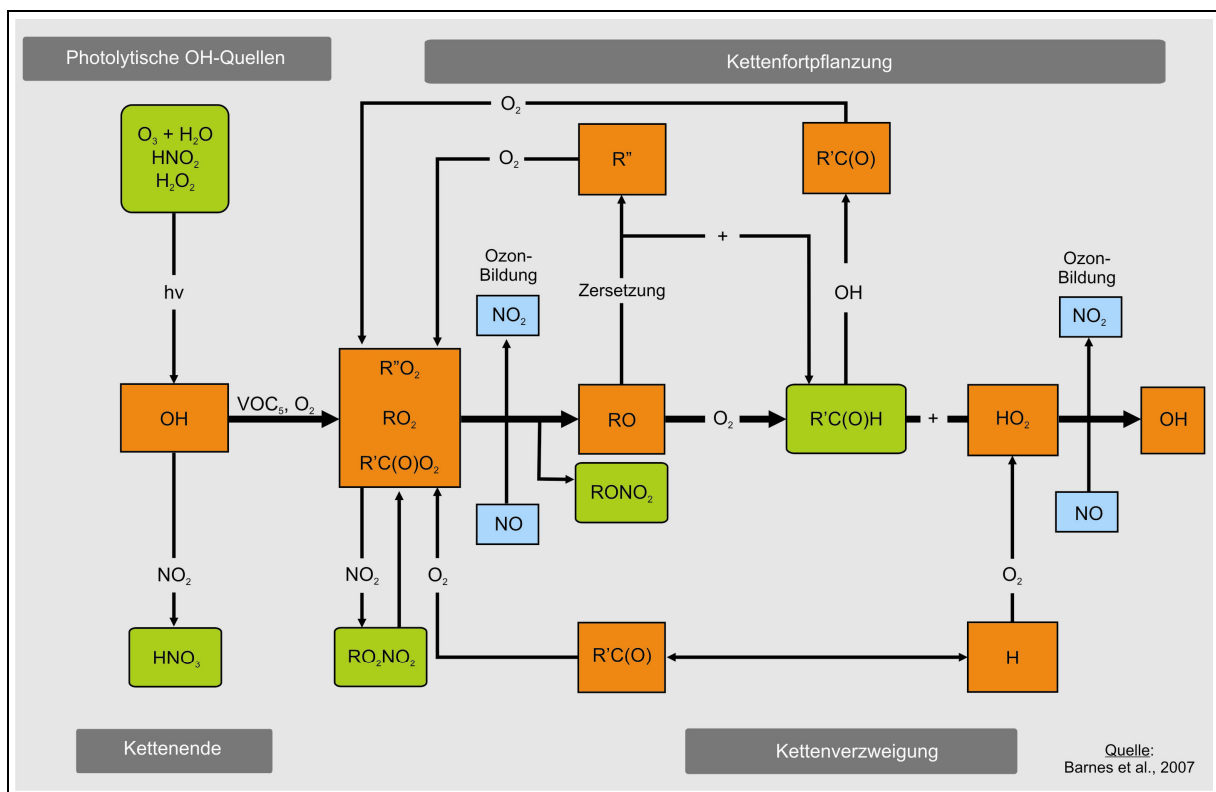 Photolytische OH-Quellen
Kettenfortpflanzung
O₃ + H₂O
HNO₂
H₂O₂
O₂
O₂
R”
R’C(O)
+
hv
Ozon-
Bildung
NO₂
Zersetzung
OH
Ozon-
Bildung
NO₂
OH
VOC₅, O₂
R”O₂
RO₂
R’C(O)O₂
RO
O₂
R’C(O)H
+
HO₂
OH
RONO₂
NO
NO
NO₂
NO₂
O₂
O₂
HNO₃
RO₂NO₂
R’C(O)
H
Kettenende
Kettenverzweigung
Quelle:
Barnes et al., 2007